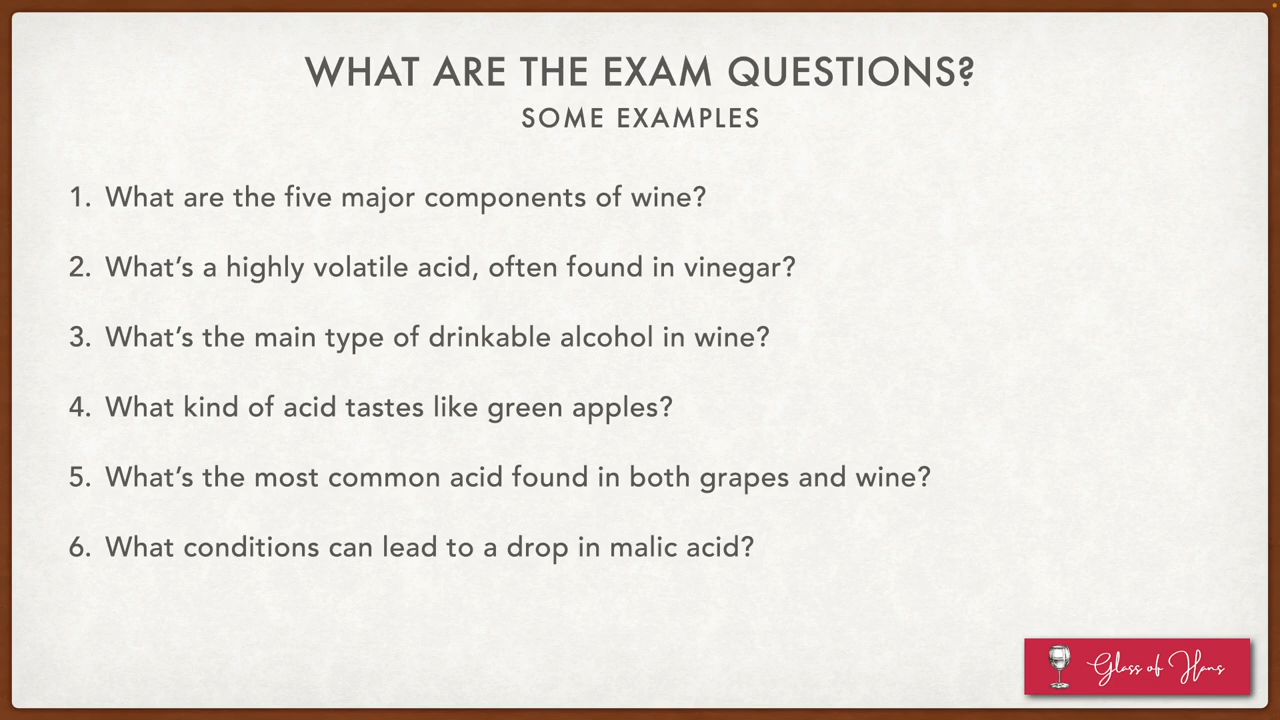 WHAT ARE THE EXAM QUESTIONS?
SOME EXAMPLES
1. What are the five major components of wine?
2. What‘s a highly volatile acid, often found in vinegar?
3. What‘s the main type of drinkable alcohol in wine?
4. What kind of acid tastes like green apples?
5. What‘s the most common acid found in both grapes and wine?
6. What conditions can lead to a drop in malic acid?
Glass of Hans